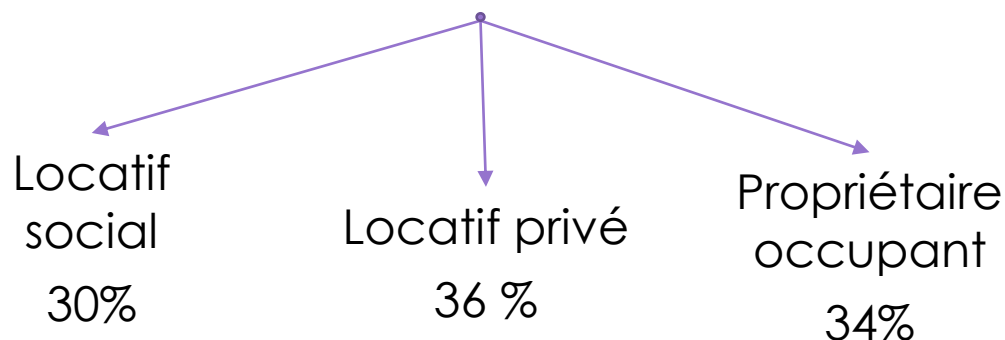 Locatif
social
30%
Locatif privé
36 %
Propriétaire
occupant
34%